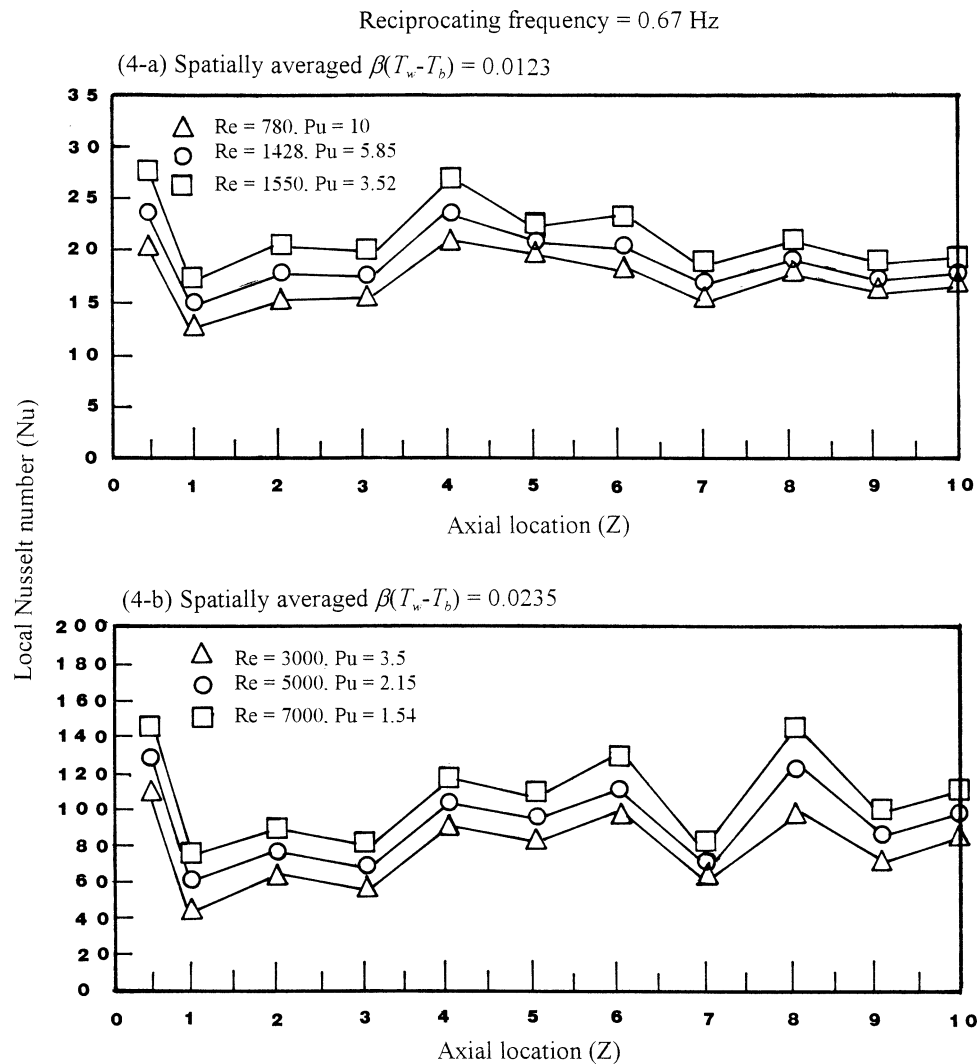 Reciprocating frequency = 0.67 Hz
(4-a) Spatially averaged β(T_w-T_b) = 0.0123
35
30
25
20
15
10
5
0
Re = 780. Pu = 10
Re = 1428. Pu = 5.85
Re = 1550. Pu = 3.52
0 1 2 3 4 5 6 7 8 9 10
Axial location (Z)
Local Nusselt number (Nu)
(4-b) Spatially averaged β(T_w-T_b) = 0.0235
200
180
160
140
120
100
80
60
40
20
0
Re = 3000. Pu = 3.5
Re = 5000. Pu = 2.15
Re = 7000. Pu = 1.54
0 1 2 3 4 5 6 7 8 9 10
Axial location (Z)